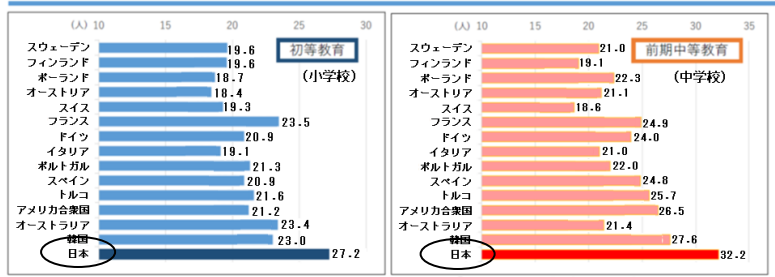 (人) 10 15 20 25 30
初等教育
(小学校)
スウェーデン 19.6
フィンランド 19.6
ポーランド 18.7
オーストリア 18.4
スイス 19.3
フランス 23.5
ドイツ 20.9
イタリア 19.1
ポルトガル 21.3
スペイン 20.9
トルコ 21.6
アメリカ合衆国 21.2
オーストラリア 23.4
韓国 23.0
日本 27.2
(人) 10 15 20 25 30 35
前期中等教育
(中学校)
スウェーデン 21.0
フィンランド 19.1
ポーランド 22.3
オーストリア 21.1
スイス 18.6
フランス 24.9
ドイツ 24.0
イタリア 21.0
ポルトガル 22.0
スペイン 24.8
トルコ 25.7
アメリカ合衆国 26.5
オーストラリア 21.4
韓国 27.6
日本 32.2